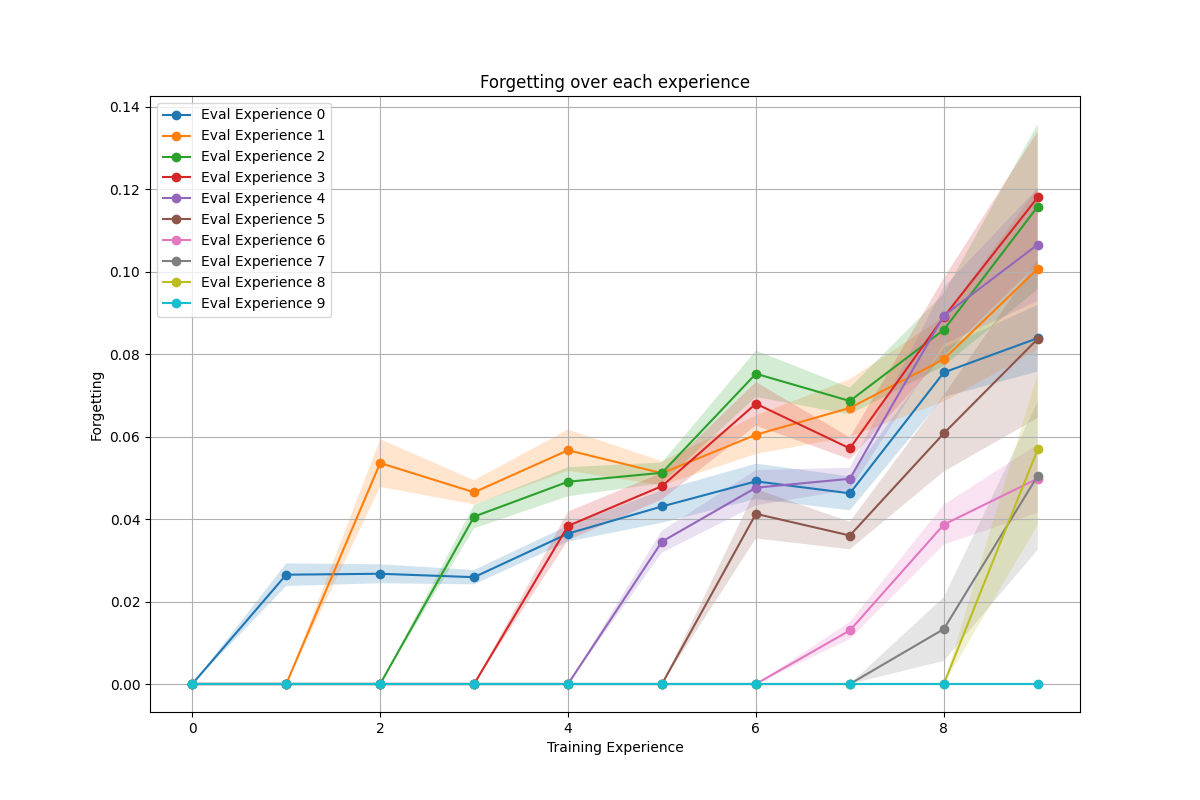 Forgetting over each experience
0.14
0.12
0.10
0.08
0.06
0.04
0.02
0.00
Forgetting
Eval Experience 0
Eval Experience 1
Eval Experience 2
Eval Experience 3
Eval Experience 4
Eval Experience 5
Eval Experience 6
Eval Experience 7
Eval Experience 8
Eval Experience 9
0 2 4 6 8
Training Experience